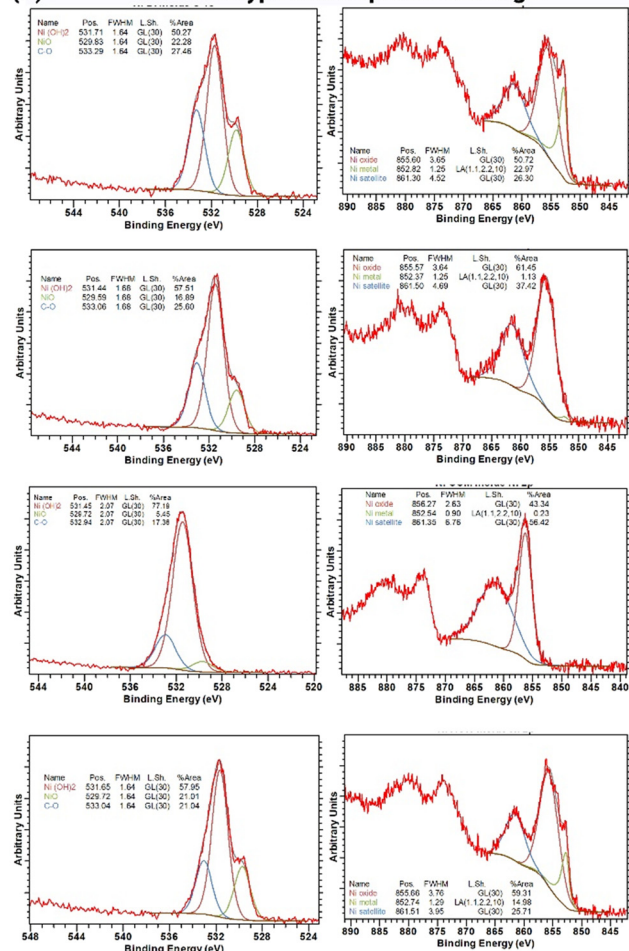 Name Pos. FWHM L.Sh. %Area
Ni (OH)2 531.71 1.64 GL(30) 50.27
NiO 529.83 1.64 GL(30) 22.28
C-O 533.29 1.64 GL(30) 27.46
Arbitrary Units
544 540 536 532 528 524
Binding Energy (eV)
Arbitrary Units
Name Pos. FWHM L.Sh. %Area
Ni oxide 855.60 3.65 GL(30) 50.72
Ni metal 852.82 1.25 LA(1.1,2.2,10) 22.97
Ni satellite 861.30 4.52 GL(30) 26.30
890 885 880 875 870 865 860 855 850 845
Binding Energy (eV)
Name Pos. FWHM L.Sh. %Area
Ni (OH)2 531.44 1.68 GL(30) 57.51
NiO 529.59 1.68 GL(30) 16.89
C-O 533.06 1.68 GL(30) 25.60
Arbitrary Units
544 540 536 532 528 524
Binding Energy (eV)
Name Pos. FWHM L.Sh. %Area
Ni oxide 855.57 3.64 GL(30) 61.45
Ni metal 852.37 1.25 LA(1.1,2.2,10) 1.13
Ni satellite 861.50 4.69 GL(30) 37.42
Arbitrary Units
890 885 880 875 870 865 860 855 850 845
Binding Energy (eV)
Name Pos. FWHM L.Sh. %Area
Ni (OH)2 531.45 2.07 GL(30) 77.19
NiO 529.72 2.07 GL(30) 5.45
C-O 532.94 2.07 GL(30) 17.36
Arbitrary Units
544 540 536 532 528 524 520
Binding Energy (eV)
Name Pos. FWHM L.Sh. %Area
Ni oxide 856.27 2.63 GL(30) 43.34
Ni metal 852.54 0.90 LA(1.1,2.2,10) 0.23
Ni satellite 861.35 6.76 GL(30) 56.42
Arbitrary Units
885 880 875 870 865 860 855 850 845 840
Binding Energy (eV)
Name Pos. FWHM L.Sh. %Area
Ni (OH)2 531.65 1.64 GL(30) 57.95
NiO 529.72 1.64 GL(30) 21.01
C-O 533.04 1.64 GL(30) 21.04
Arbitrary Units
548 544 540 536 532 528 524
Binding Energy (eV)
Arbitrary Units
Name Pos. FWHM L.Sh. %Area
Ni oxide 855.66 3.76 GL(30) 59.31
Ni metal 852.74 1.29 LA(1.1,2.2,10) 14.98
Ni satellite 861.51 3.95 GL(30) 25.71
890 885 880 875 870 865 860 855 850 845
Binding Energy (eV)